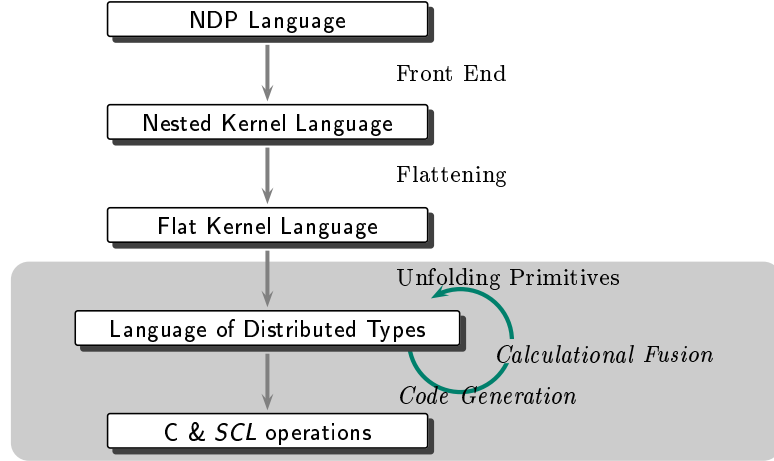 NDP Language
Front End
Nested Kernel Language
Flattening
Flat Kernel Language
Unfolding Primitives
Language of Distributed Types
Calculational Fusion
Code Generation
C & SCL operations